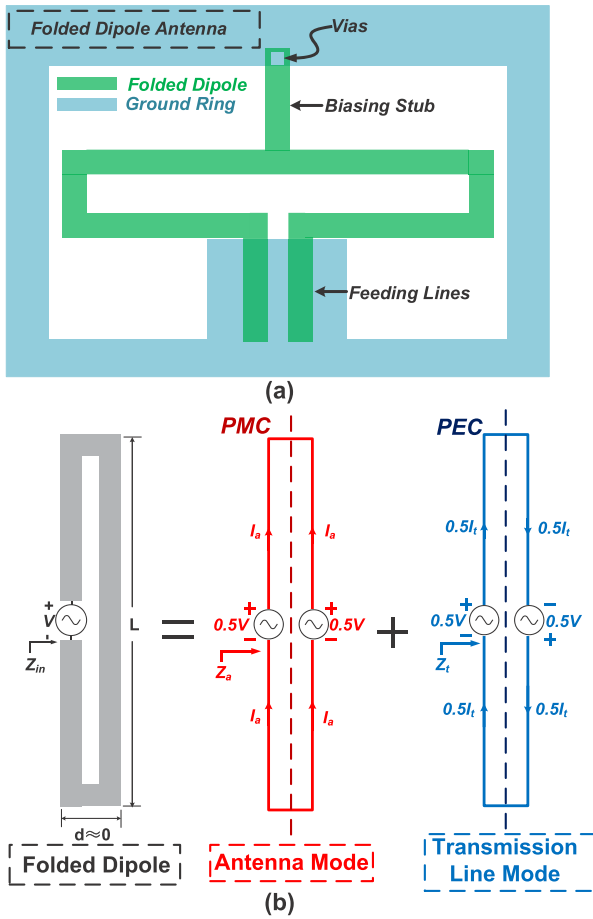 Folded Dipole Antenna
Vias
Folded Dipole
Ground Ring
Biasing Stub
Feeding Lines
(a)
PMC
PEC
Ia
Ia
0.5It
0.5It
+
V
-
Zin
L
=
+
0.5V
-
+
0.5V
-
Za
+
+
0.5V
-
-
0.5V
+
Zt
Ia
Ia
0.5It
0.5It
d≈0
Folded Dipole
Antenna Mode
Transmission
Line Mode
(b)